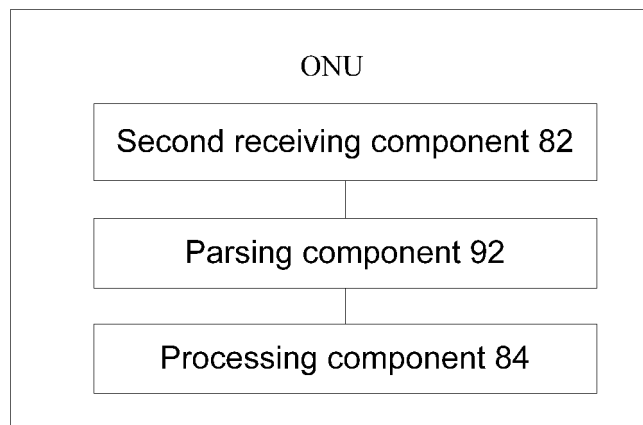 ONU
Second receiving component 82
Parsing component 92
Processing component 84